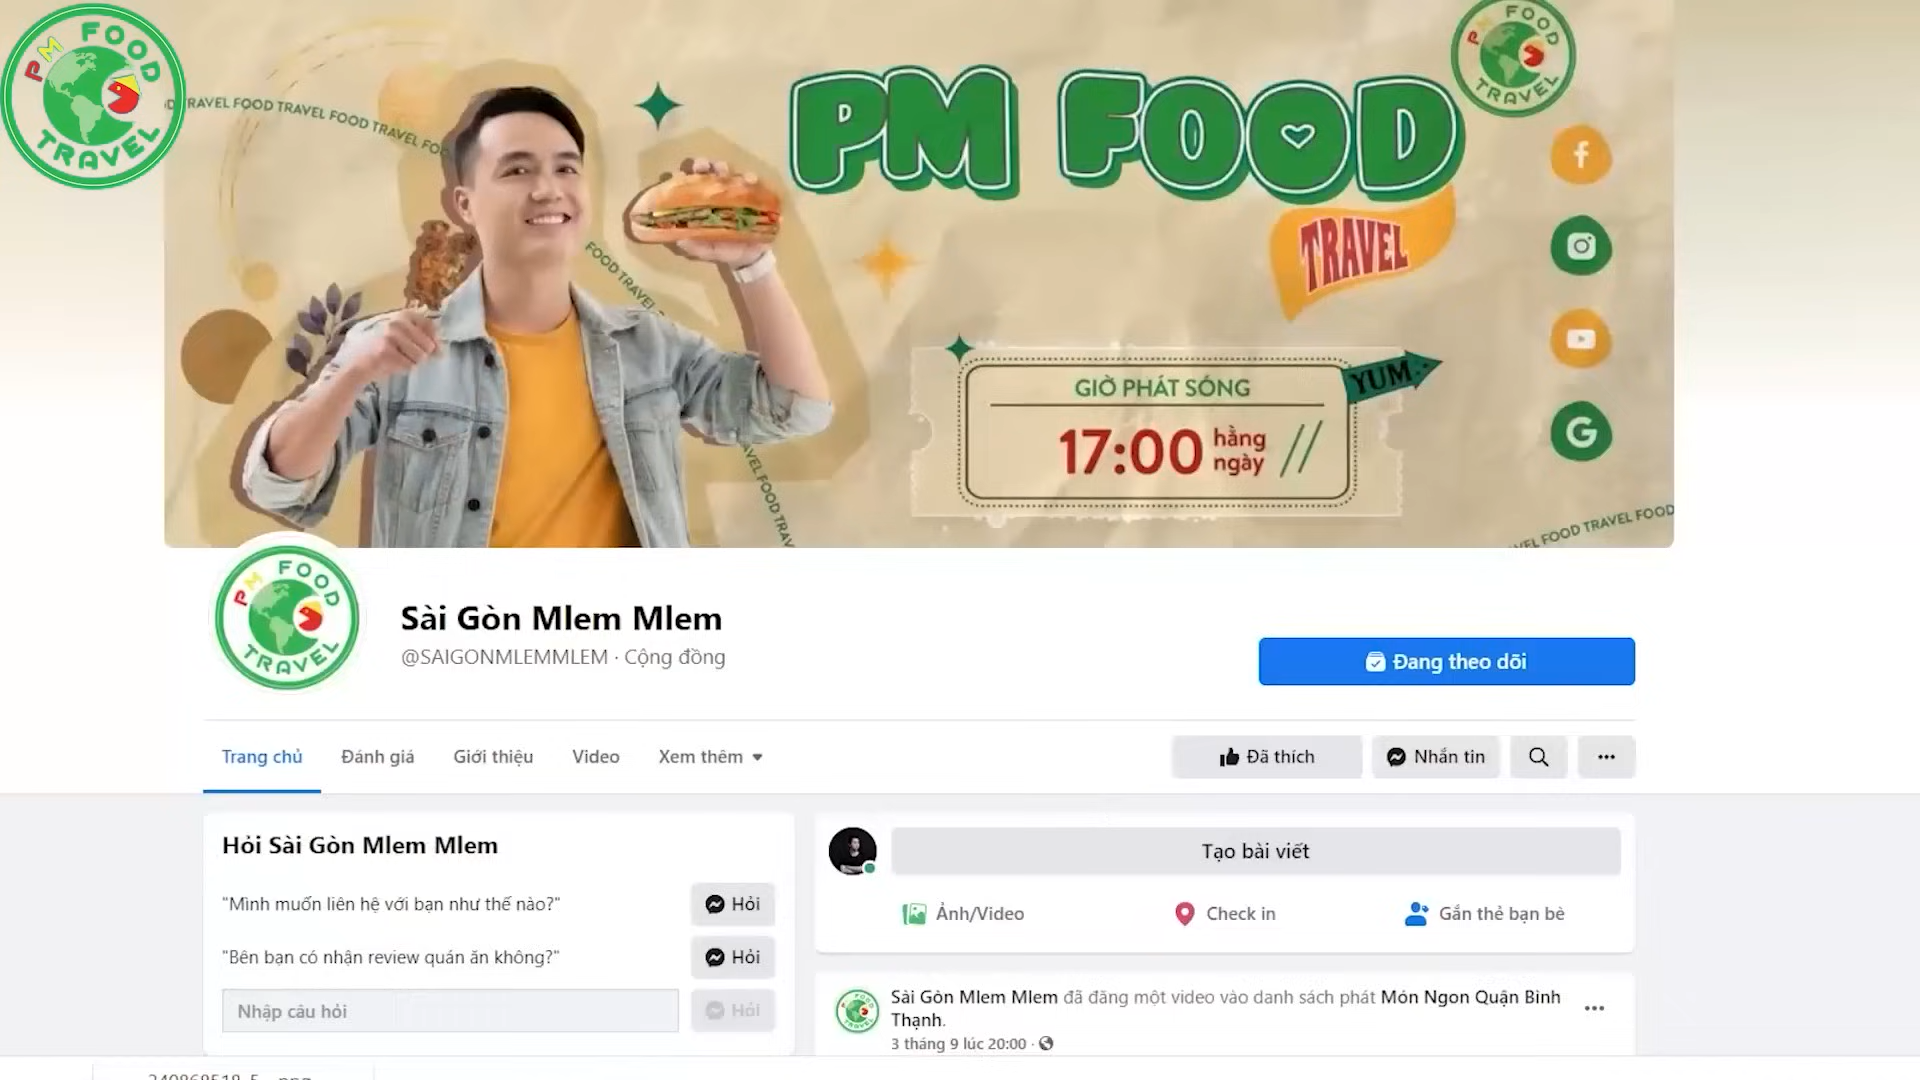 PM FOOD TRAVEL
RAVEL FOOD TRAVEL FOOD TRAVEL FOO
FOOD TRAVEL
PM FOOD
TRAVEL
PM FOOD TRAVEL
GIỜ PHÁT SÓNG
17:00 hằng ngày //
YUM
AVEL FOOD TRAV
VEL FOOD TRAVEL FOOD
PM FOOD TRAVEL
Sài Gòn Mlem Mlem
@SAIGONMLEMMLEM · Cộng đồng
Đang theo dõi
Trang chủ Đánh giá Giới thiệu Video Xem thêm
Đã thích Nhắn tin
Hỏi Sài Gòn Mlem Mlem
"Mình muốn liên hệ với bạn như thế nào?" Hỏi
"Bên bạn có nhận review quán ăn không?" Hỏi
Nhập câu hỏi Hỏi
Tạo bài viết
Ảnh/Video Check in Gắn thẻ bạn bè
PM FOOD TRAVEL
Sài Gòn Mlem Mlem đã đăng một video vào danh sách phát Món Ngon Quận Bình
Thạnh.
3 tháng 9 lúc 20:00 ·